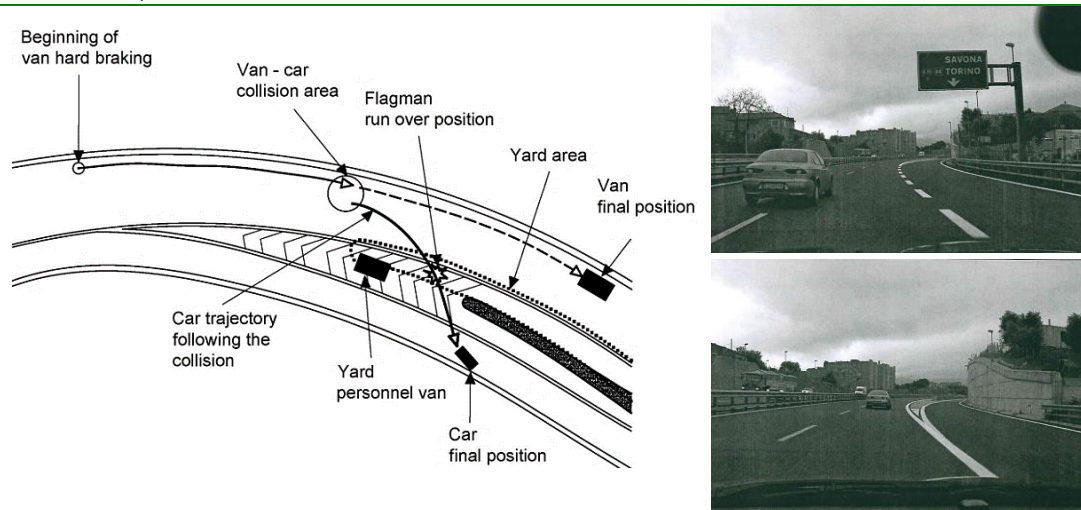 Beginning of
van hard braking
Van - car
collision area
Flagman
run over position
Yard area
Van
final position
Car trajectory
following the
collision
Yard
personnel van
Car
final position
SAVONA
TORINO